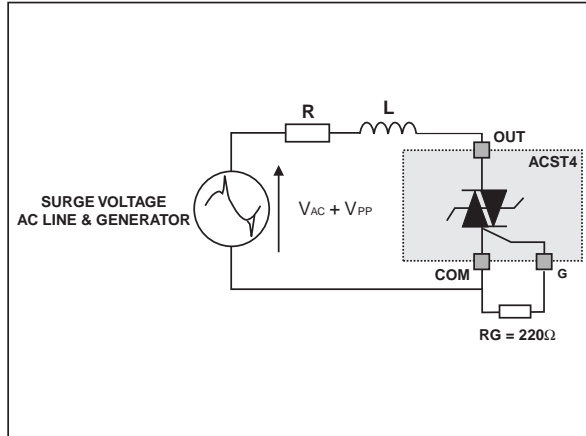 R
L
OUT
ACST4
SURGE VOLTAGE
AC LINE & GENERATOR
VAC + VPP
COM
G
RG = 220Ω